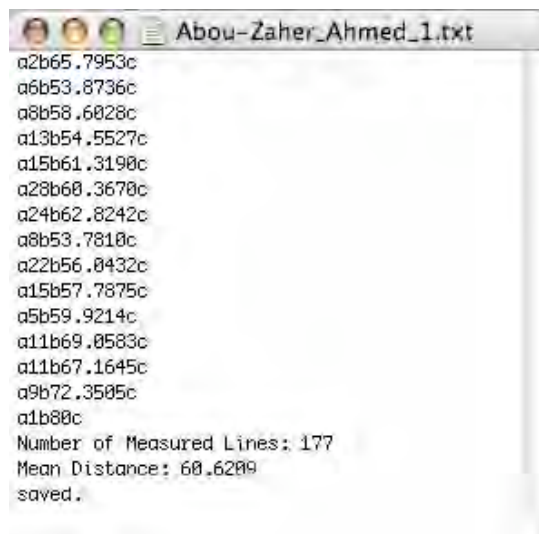 Abou-Zaher_Ahmed_1.txt
a2b65.7953c
a6b53.8736c
a8b58.6028c
a13b54.5527c
a15b61.3190c
a28b60.3670c
a24b62.8242c
a8b53.7810c
a22b56.0432c
a15b57.7875c
a5b59.9214c
a11b69.0583c
a11b67.1645c
a9b72.3505c
a1b80c
Number of Measured Lines: 177
Mean Distance: 60.6209
saved.